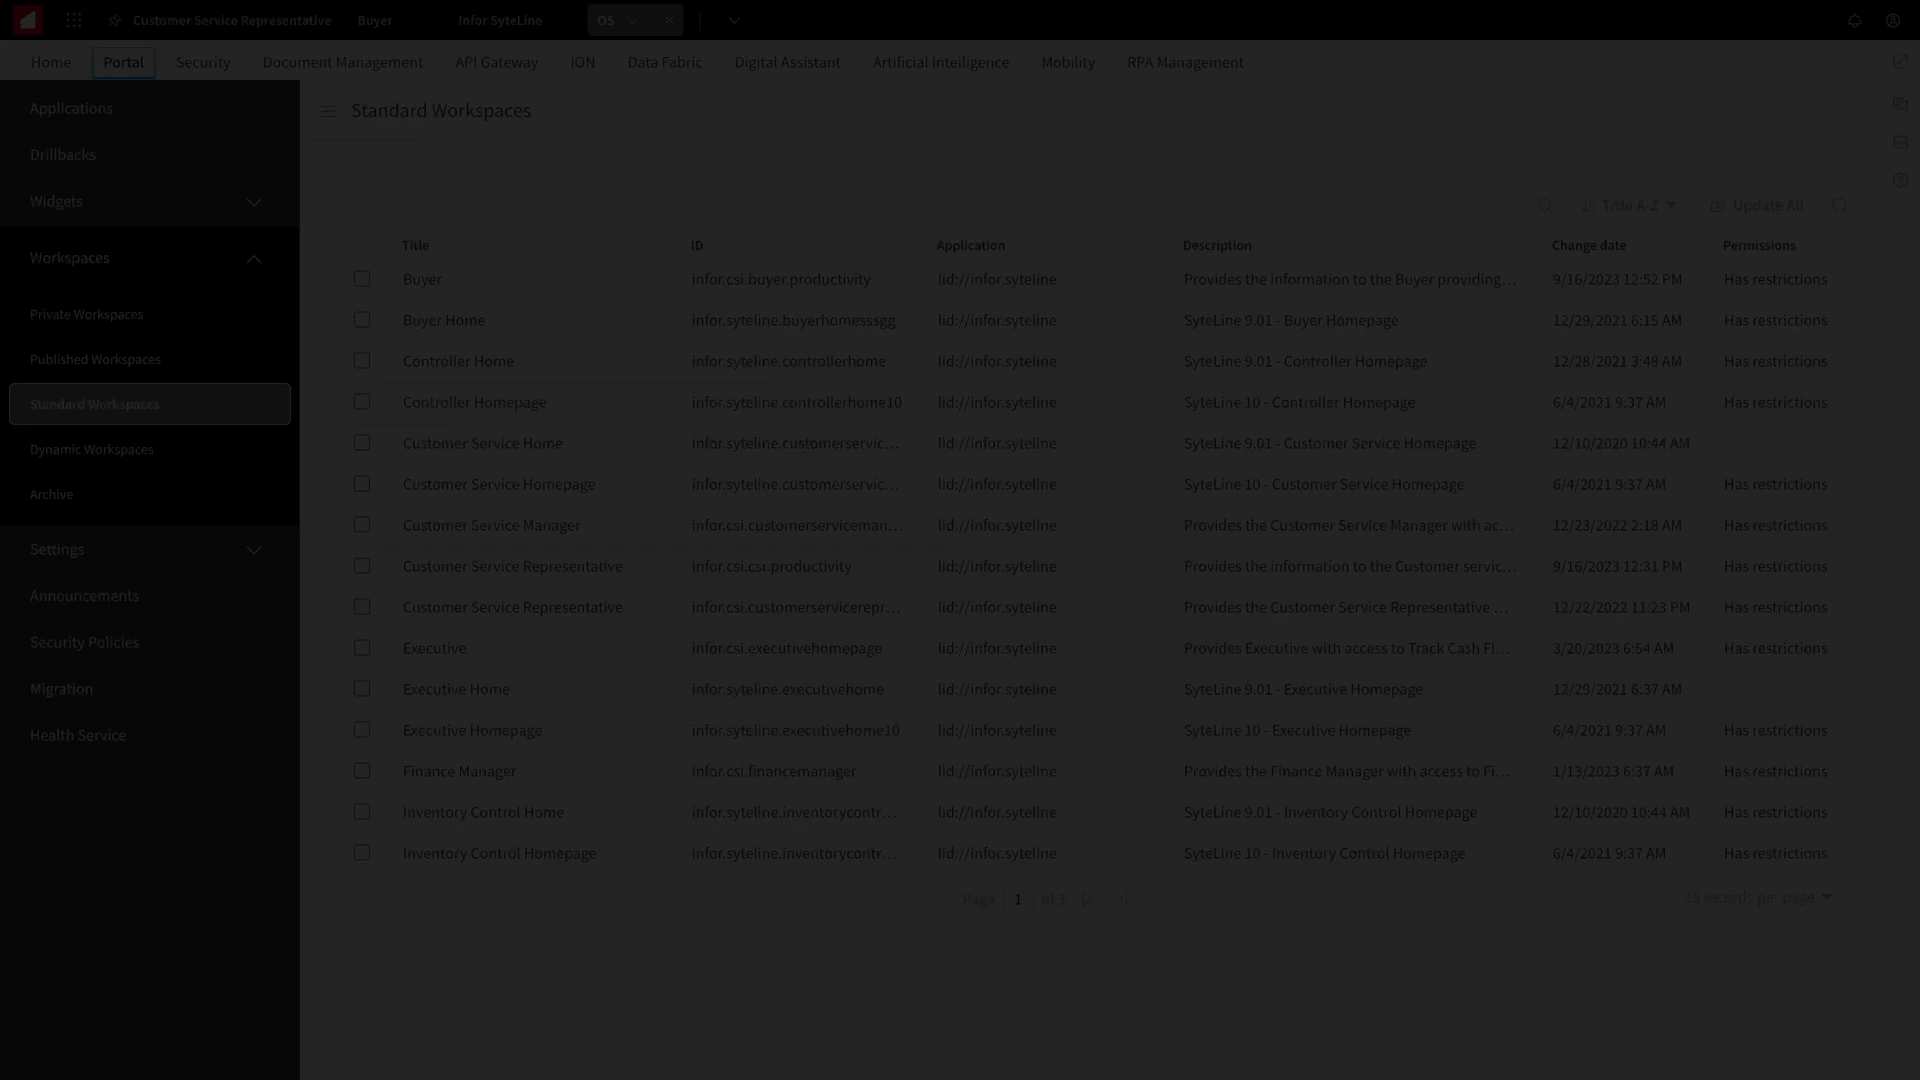 Customer Service Representative Buyer Infor SyteLine OS
Home Portal Security Document Management API Gateway ION Data Fabric Digital Assistant Artificial Intelligence Mobility RPA Management
Applications
Drillbacks
Widgets
Workspaces
Private Workspaces
Published Workspaces
Standard Workspaces
Dynamic Workspaces
Archive
Settings
Announcements
Security Policies
Migration
Health Service
Standard Workspaces
Title A-Z Update All
Title ID Application Description Change date Permissions
Buyer infor.csi.buyer.productivity lid://infor.syteline Provides the information to the Buyer providing... 9/16/2023 12:52 PM Has restrictions
Buyer Home infor.syteline.buyerhomesssgg lid://infor.syteline SyteLine 9.01 - Buyer Homepage 12/29/2021 6:15 AM Has restrictions
Controller Home infor.syteline.controllerhome lid://infor.syteline SyteLine 9.01 - Controller Homepage 12/28/2021 3:48 AM Has restrictions
Controller Homepage infor.syteline.controllerhome10 lid://infor.syteline SyteLine 10 - Controller Homepage 6/4/2021 9:37 AM Has restrictions
Customer Service Home infor.syteline.customerservic... lid://infor.syteline SyteLine 9.01 - Customer Service Homepage 12/10/2020 10:44 AM
Customer Service Homepage infor.syteline.customerservic... lid://infor.syteline SyteLine 10 - Customer Service Homepage 6/4/2021 9:37 AM Has restrictions
Customer Service Manager infor.csi.customerserviceman... lid://infor.syteline Provides the Customer Service Manager with ac... 12/23/2022 2:18 AM Has restrictions
Customer Service Representative infor.csi.csr.productivity lid://infor.syteline Provides the information to the Customer servic... 9/16/2023 12:31 PM Has restrictions
Customer Service Representative infor.csi.customerservicerepr... lid://infor.syteline Provides the Customer Service Representative ... 12/22/2022 11:23 PM Has restrictions
Executive infor.csi.executivehomepage lid://infor.syteline Provides Executive with access to Track Cash Fl... 3/20/2023 6:54 AM Has restrictions
Executive Home infor.syteline.executivehome lid://infor.syteline SyteLine 9.01 - Executive Homepage 12/29/2021 6:37 AM
Executive Homepage infor.syteline.executivehome10 lid://infor.syteline SyteLine 10 - Executive Homepage 6/4/2021 9:37 AM Has restrictions
Finance Manager infor.csi.financemanager lid://infor.syteline Provides the Finance Manager with access to Fi... 1/13/2023 6:37 AM Has restrictions
Inventory Control Home infor.syteline.inventorycontr... lid://infor.syteline SyteLine 9.01 - Inventory Control Homepage 12/10/2020 10:44 AM Has restrictions
Inventory Control Homepage infor.syteline.inventorycontr... lid://infor.syteline SyteLine 10 - Inventory Control Homepage 6/4/2021 9:37 AM Has restrictions
Page 1 of 3 15 records per page